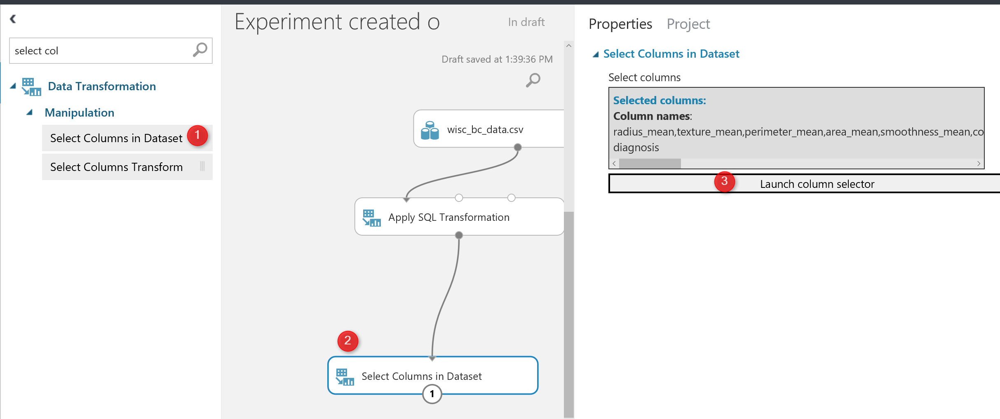 select col
Data Transformation
Manipulation
Select Columns in Dataset
1
Select Columns Transform
Experiment created o
In draft
Draft saved at 1:39:36 PM
wisc_bc_data.csv
Apply SQL Transformation
2
Select Columns in Dataset
1
Properties
Project
Select Columns in Dataset
Select columns
Selected columns:
Column names:
radius_mean,texture_mean,perimeter_mean,area_mean,smoothness_mean,co
diagnosis
3
Launch column selector